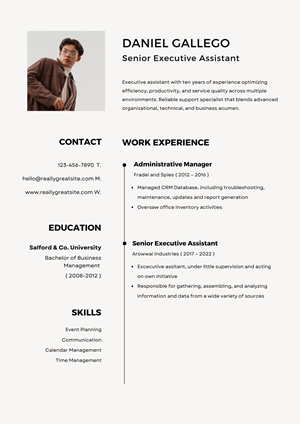 DANIEL GALLEGO
Senior Executive Assistant
Executive assistant with ten years of experience optimizing
efficiency, productivity, and service quality across multiple
environments. Reliable support specialist that blends advanced
organizational, technical, and business acumen.
CONTACT
123-456-7890 T.
hello@reallygreatsite.com M.
www.reallygreatsite.com W.
EDUCATION
Salford & Co. University
Bachelor of Business
Management
( 2008-2012 )
SKILLS
Event Planning
Communication
Calendar Management
Time Management
WORK EXPERIENCE
Administrative Manager
Fradel and Spies ( 2012 – 2016 )
• Managed CRM Database, including troubleshooting,
maintenance, updates and report generation
• Oversaw office inventory activities
Senior Executive Assistant
Arowwai Industries ( 2017 – 2022 )
• Excecutive assitant, under little supervision and acting
on own initiative
• Responsible for gathering, assembling, and analyzing
information and data from a wide variety of sources